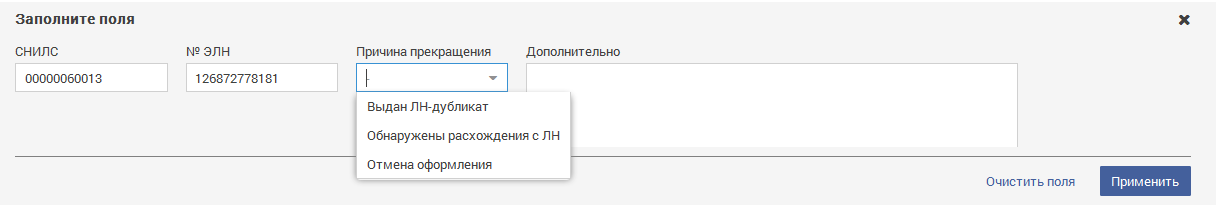 Заполните поля
СНИЛС № ЭЛН Причина прекращения Дополнительно
00000060013 126872778181 -
Выдан ЛН-дубликат
Обнаружены расхождения с ЛН
Отмена оформления
Очистить поля Применить